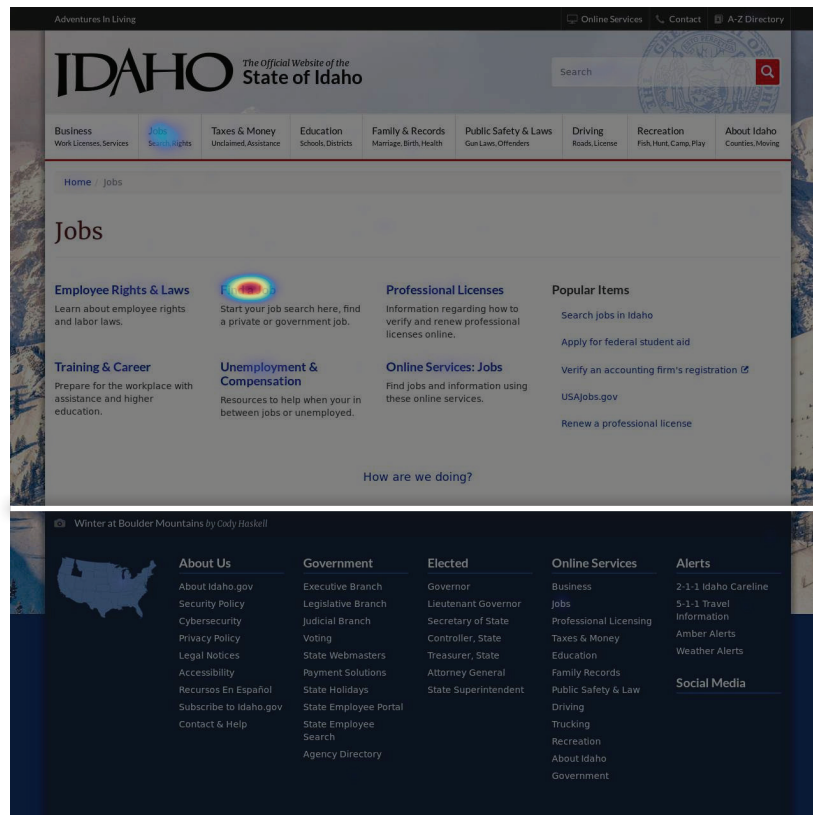 Adventures In Living
Online Services
Contact
A-Z Directory
IDAHO
The Official Website of the
State of Idaho
Search
Business
Work Licenses, Services
Jobs
Search, Rights
Taxes & Money
Unclaimed, Assistance
Education
Schools, Districts
Family & Records
Marriage, Birth, Health
Public Safety & Laws
Gun Laws, Offenders
Driving
Roads, License
Recreation
Fish, Hunt, Camp, Play
About Idaho
Counties, Moving
Home / Jobs
Jobs
Employee Rights & Laws
Learn about employee rights
and labor laws.
Find a Job
Start your job search here, find
a private or government job.
Professional Licenses
Information regarding how to
verify and renew professional
licenses online.
Training & Career
Prepare for the workplace with
assistance and higher
education.
Unemployment &
Compensation
Resources to help when your in
between jobs or unemployed.
Online Services: Jobs
Find jobs and information using
these online services.
Popular Items
Search jobs in Idaho
Apply for federal student aid
Verify an accounting firm's registration
USAJobs.gov
Renew a professional license
How are we doing?
Winter at Boulder Mountains by Cody Haskell
About Us
About Idaho.gov
Security Policy
Cybersecurity
Privacy Policy
Legal Notices
Accessibility
Recursos En Español
Subscribe to Idaho.gov
Contact & Help
Government
Executive Branch
Legislative Branch
Judicial Branch
Voting
State Webmasters
Payment Solutions
State Holidays
State Employee Portal
State Employee
Search
Agency Directory
Elected
Governor
Lieutenant Governor
Secretary of State
Controller, State
Treasurer, State
Attorney General
State Superintendent
Online Services
Business
Jobs
Professional Licensing
Taxes & Money
Education
Family Records
Public Safety & Law
Driving
Trucking
Recreation
About Idaho
Government
Alerts
2-1-1 Idaho Careline
5-1-1 Travel
Information
Amber Alerts
Weather Alerts
Social Media